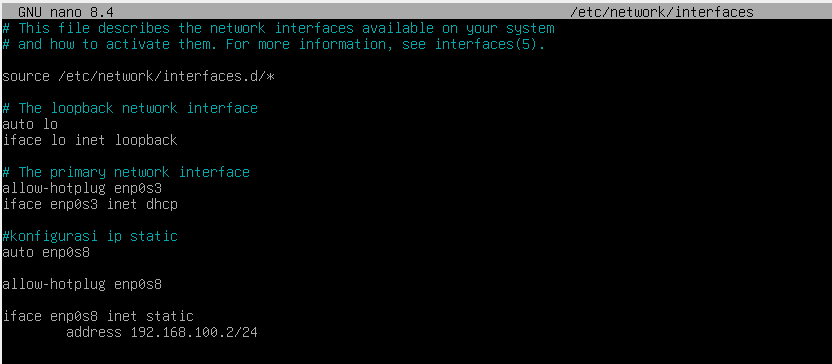 GNU nano 8.4 /etc/network/interfaces
# This file describes the network interfaces available on your system
# and how to activate them. For more information, see interfaces(5).
source /etc/network/interfaces.d/*
# The loopback network interface
auto lo
iface lo inet loopback
# The primary network interface
allow-hotplug enp0s3
iface enp0s3 inet dhcp
#konfigurasi ip static
auto enp0s8
allow-hotplug enp0s8
iface enp0s8 inet static
address 192.168.100.2/24